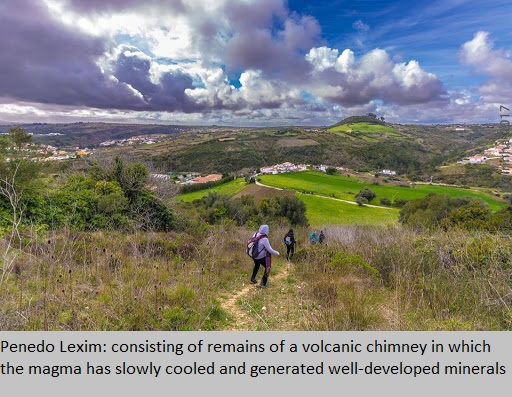 Penedo Lexim: consisting of remains of a volcanic chimney in which
the magma has slowly cooled and generated well-developed minerals